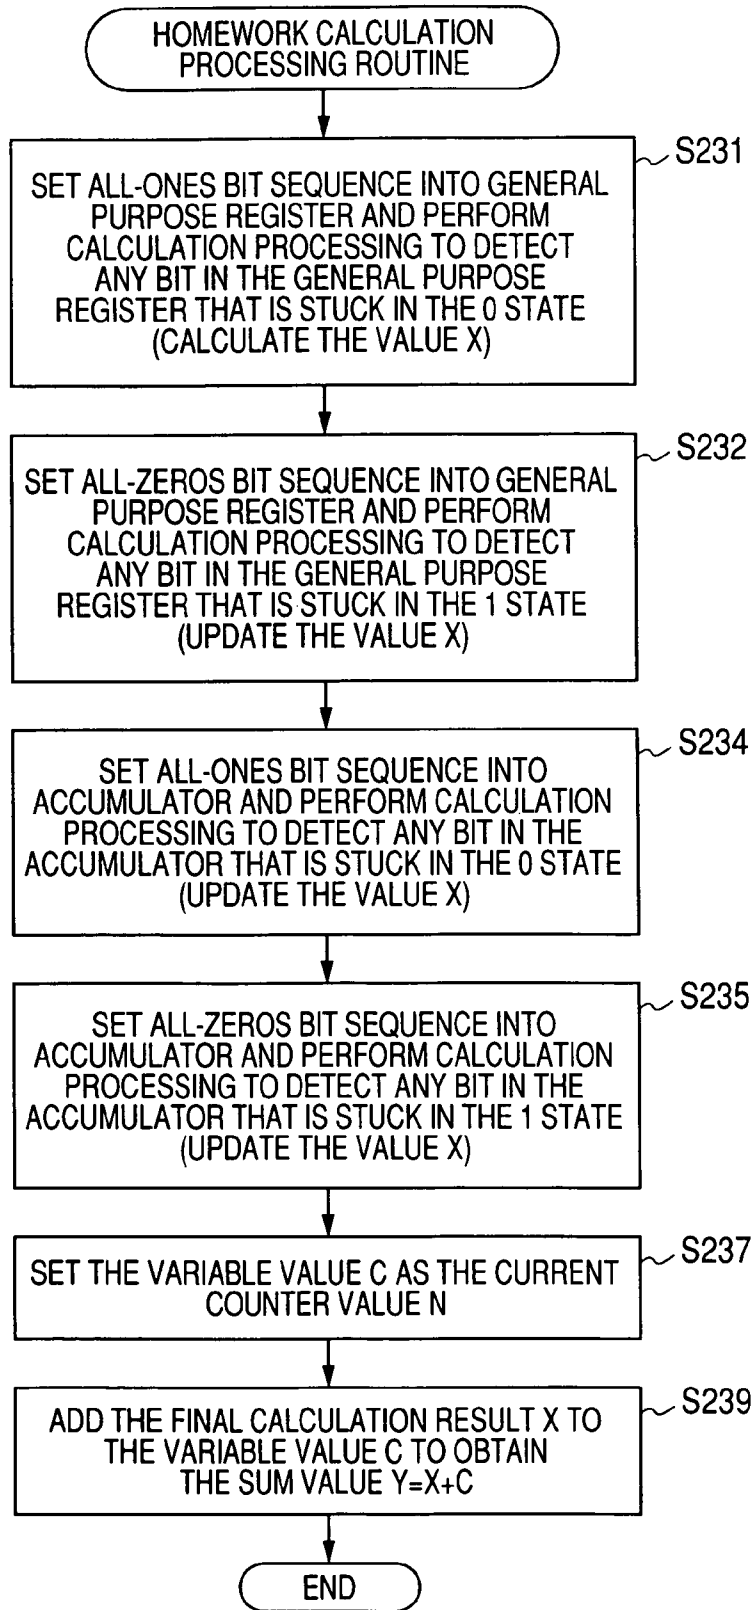 HOMEWORK CALCULATION
PROCESSING ROUTINE
S231
SET ALL-ONES BIT SEQUENCE INTO GENERAL
PURPOSE REGISTER AND PERFORM
CALCULATION PROCESSING TO DETECT
ANY BIT IN THE GENERAL PURPOSE
REGISTER THAT IS STUCK IN THE 0 STATE
(CALCULATE THE VALUE X)
S232
SET ALL-ZEROS BIT SEQUENCE INTO GENERAL
PURPOSE REGISTER AND PERFORM
CALCULATION PROCESSING TO DETECT
ANY BIT IN THE GENERAL PURPOSE
REGISTER THAT IS STUCK IN THE 1 STATE
(UPDATE THE VALUE X)
S234
SET ALL-ONES BIT SEQUENCE INTO
ACCUMULATOR AND PERFORM CALCULATION
PROCESSING TO DETECT ANY BIT IN THE
ACCUMULATOR THAT IS STUCK IN THE 0 STATE
(UPDATE THE VALUE X)
S235
SET ALL-ZEROS BIT SEQUENCE INTO
ACCUMULATOR AND PERFORM CALCULATION
PROCESSING TO DETECT ANY BIT IN THE
ACCUMULATOR THAT IS STUCK IN THE 1 STATE
(UPDATE THE VALUE X)
S237
SET THE VARIABLE VALUE C AS THE CURRENT
COUNTER VALUE N
S239
ADD THE FINAL CALCULATION RESULT X TO
THE VARIABLE VALUE C TO OBTAIN
THE SUM VALUE Y=X+C
END